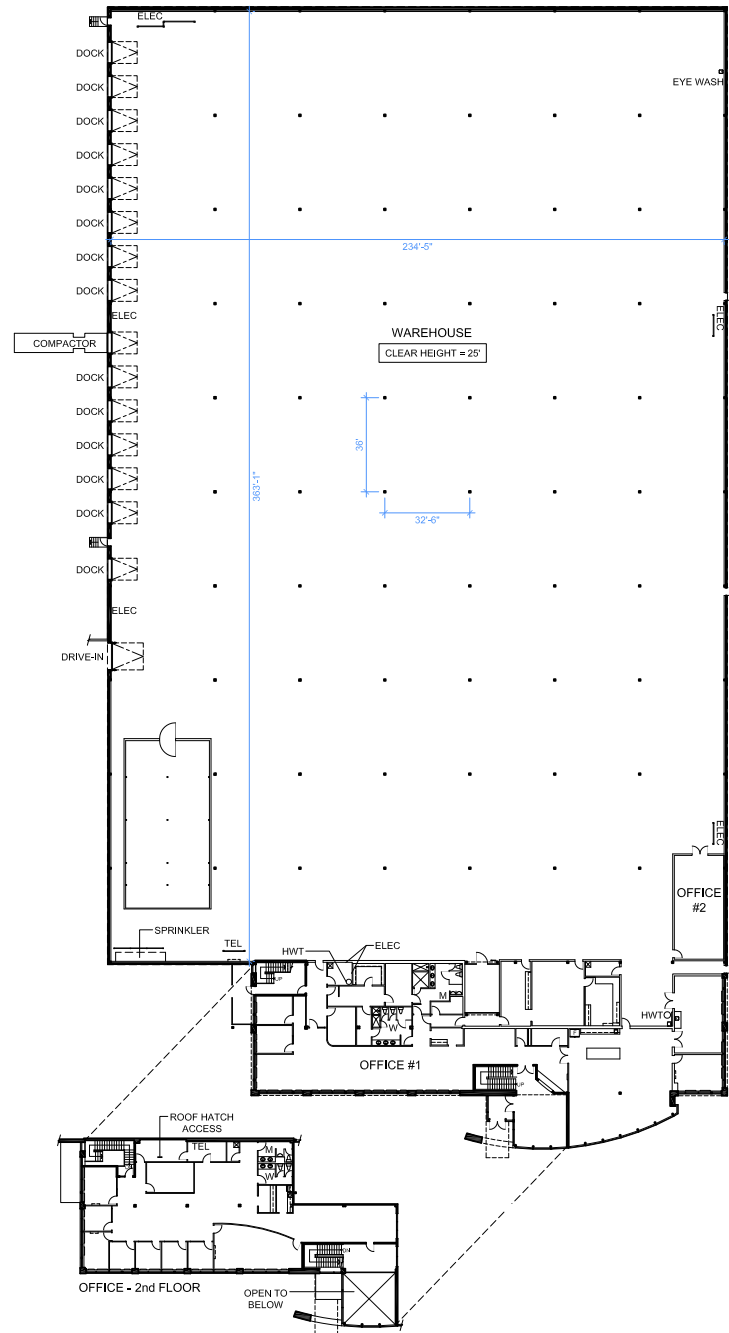 ELEC
DOCK
DOCK
EYE WASH
DOCK
DOCK
DOCK
DOCK
234'-5"
DOCK
DOCK
ELEC
ELEC
WAREHOUSE
COMPACTOR
CLEAR HEIGHT = 25'
DOCK
DOCK
DOCK
36'
DOCK
363'-1"
DOCK
32'-6"
DOCK
ELEC
DRIVE-IN
ELEC
OFFICE
#2
SPRINKLER
TEL
HWT
ELEC
UP
M
W
HWTO
OFFICE #1
UP
ROOF HATCH
ACCESS
TEL
M
W
OFFICE - 2nd FLOOR
OPEN TO
BELOW